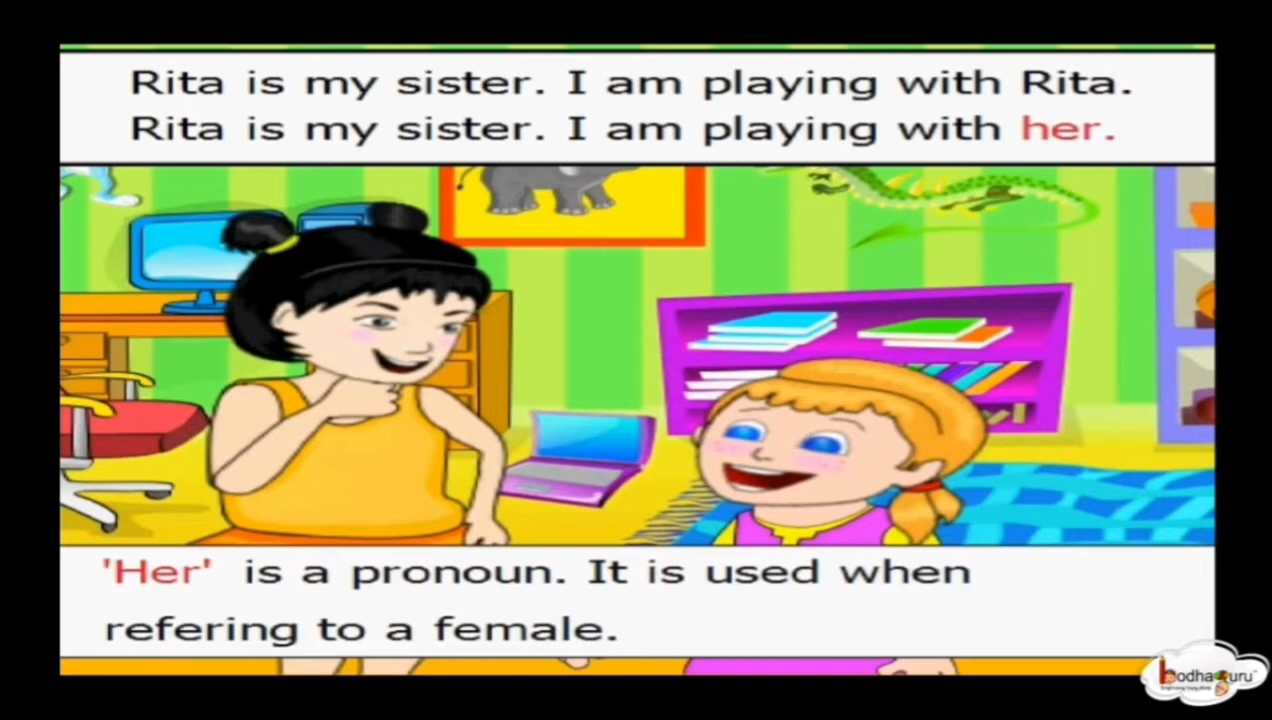 Rita is my sister. I am playing with Rita.
Rita is my sister. I am playing with her.
'Her' is a pronoun. It is used when
refering to a female.
bodhaguru